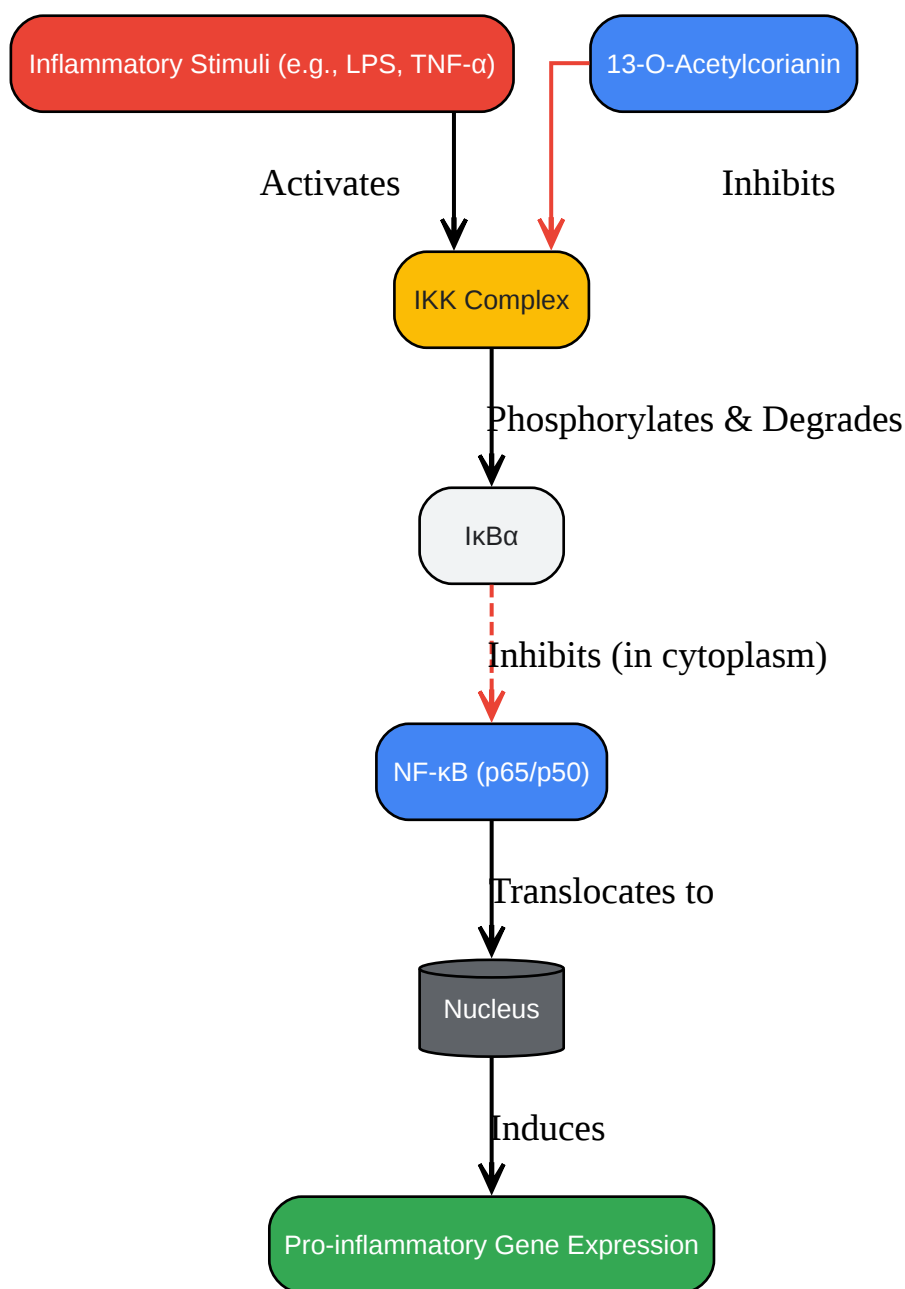 Inflammatory Stimuli (e.g., LPS, TNF-α)
13-O-Acetylcorianin
Activates
Inhibits
IKK Complex
Phosphorylates & Degrades
IκBα
Inhibits (in cytoplasm)
NF-κB (p65/p50)
Translocates to
Nucleus
Induces
Pro-inflammatory Gene Expression